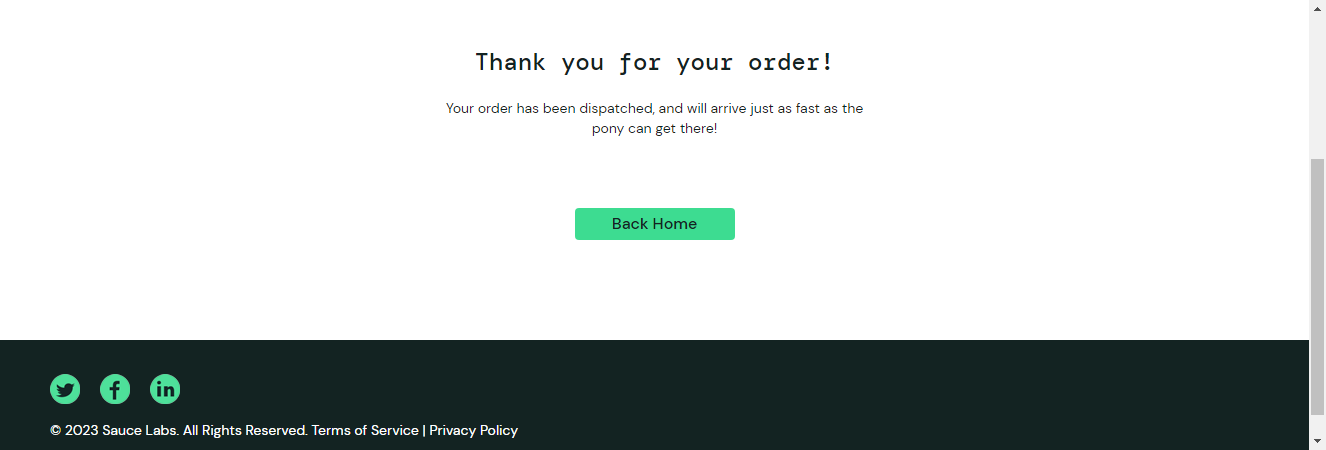 Thank you for your order!
Your order has been dispatched, and will arrive just as fast as the
pony can get there!
Back Home
© 2023 Sauce Labs. All Rights Reserved. Terms of Service | Privacy Policy